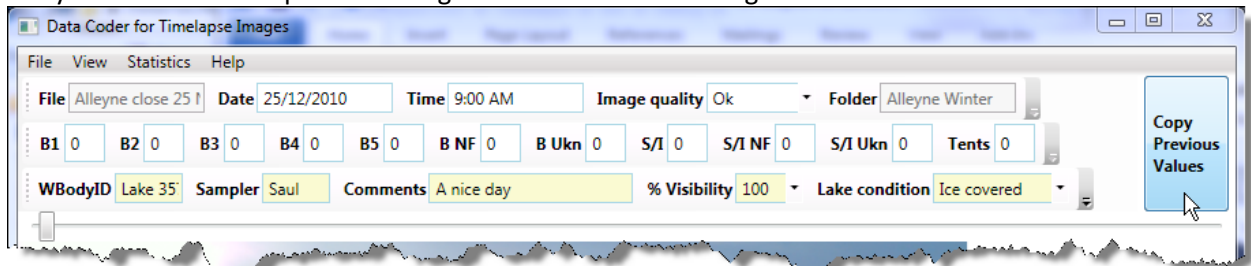 Data Coder for Timelapse Images
File View Statistics Help
File Alleyne close 25 Date 25/12/2010 Time 9:00 AM Image quality Ok Folder Alleyne Winter
B1 0 B2 0 B3 0 B4 0 B5 0 B NF 0 B Ukn 0 S/I 0 S/I NF 0 S/I Ukn 0 Tents 0
WBodyID Lake 35 Sampler Saul Comments A nice day % Visibility 100 Lake condition Ice covered
Copy
Previous
Values